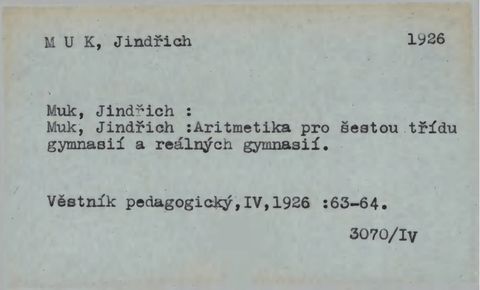 M U K, Jindřich 1926
Muk, Jindřich :
Muk, Jindřich :Aritmetika pro šestou třídu
gymnasií a reálných gymnasií.
Věstník pedagogický,IV,1926 :63-64.
3070/IV